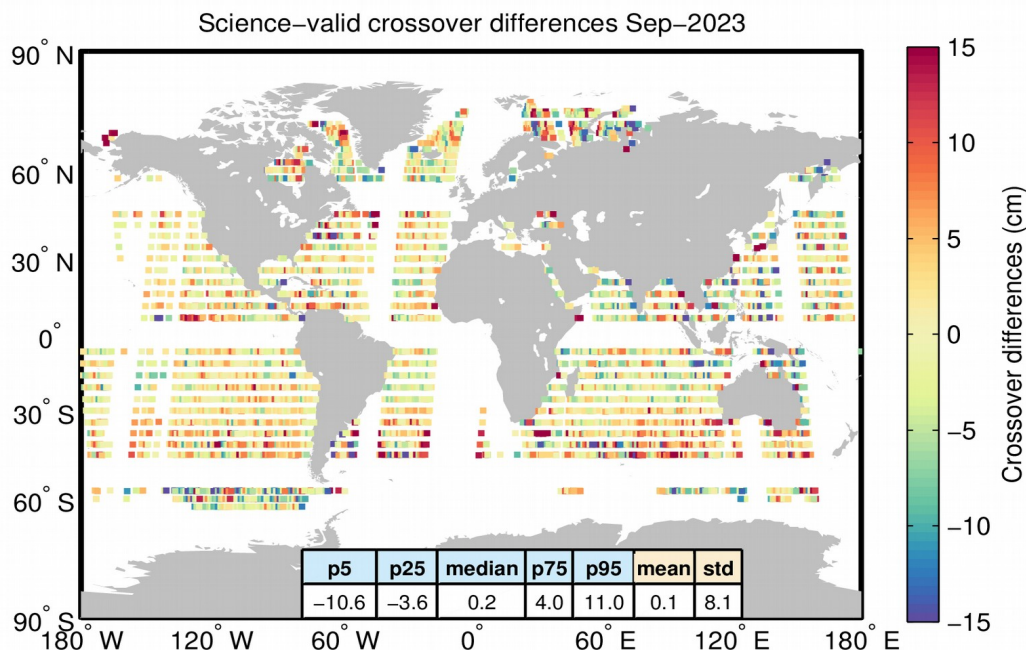 Science−valid crossover differences Sep−2023
90° N
60° N
30° N
0°
30° S
60° S
90° S
180° W
120° W
60° W
0°
60° E
120° E
180° E
p5 p25 median p75 p95 mean std
−10.6 −3.6 0.2 4.0 11.0 0.1 8.1
15
10
5
0
−5
−10
−15
Crossover differences (cm)